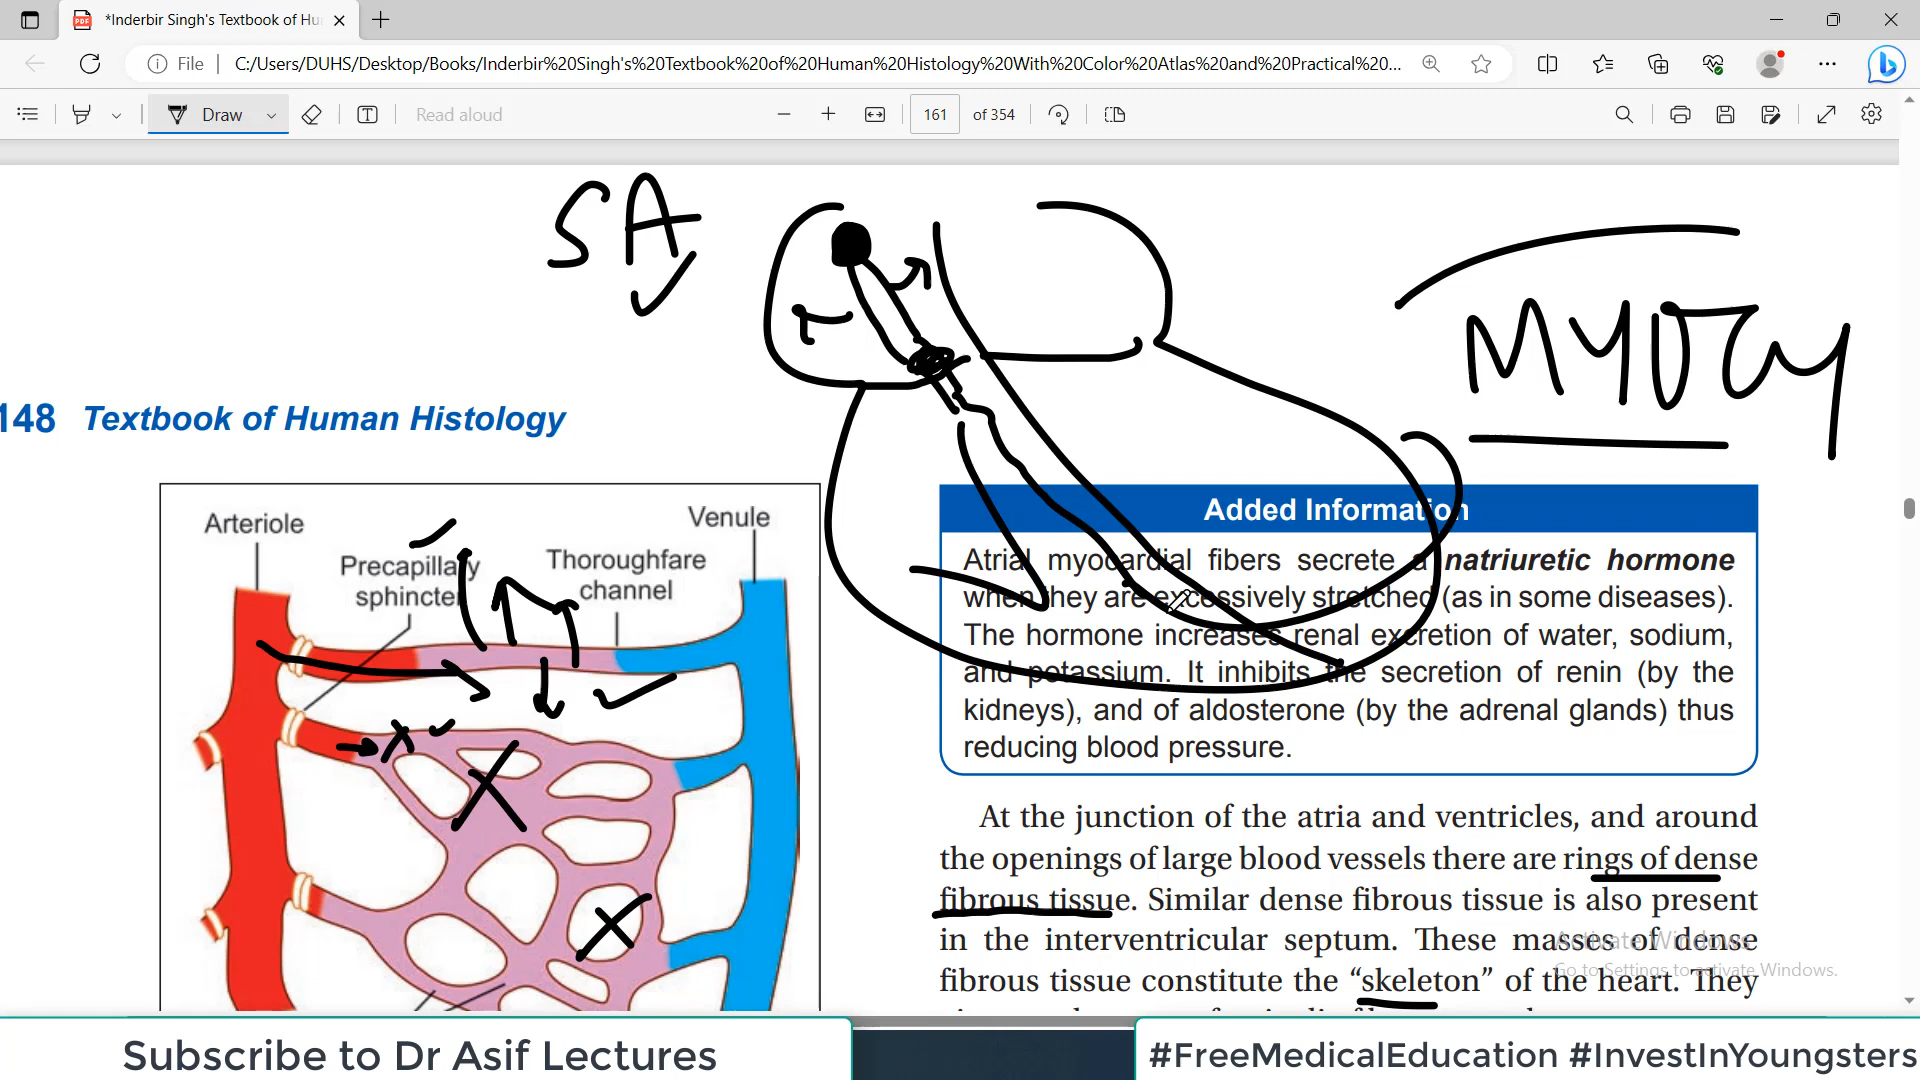 *Inderbir Singh's Textbook of Hu
File
C:/Users/DUHS/Desktop/Books/Inderbir%20Singh's%20Textbook%20of%20Human%20Histology%20With%20Color%20Atlas%20and%20Practical%20...
Draw
Read aloud
161 of 354
SA
148 Textbook of Human Histology
Arteriole
Venule
Precapillary
sphincter
Thoroughfare
channel
Added Information
Atrial myocardial fibers secrete a natriuretic hormone
when they are excessively stretched (as in some diseases).
The hormone increases renal excretion of water, sodium,
and potassium. It inhibits the secretion of renin (by the
kidneys), and of aldosterone (by the adrenal glands) thus
reducing blood pressure.
At the junction of the atria and ventricles, and around
the openings of large blood vessels there are rings of dense
fibrous tissue. Similar dense fibrous tissue is also present
in the interventricular septum. These masses of dense
fibrous tissue constitute the “skeleton” of the heart. They
Activate Windows
Go to Settings to activate Windows.
Subscribe to Dr Asif Lectures
#FreeMedicalEducation #InvestInYoungsters